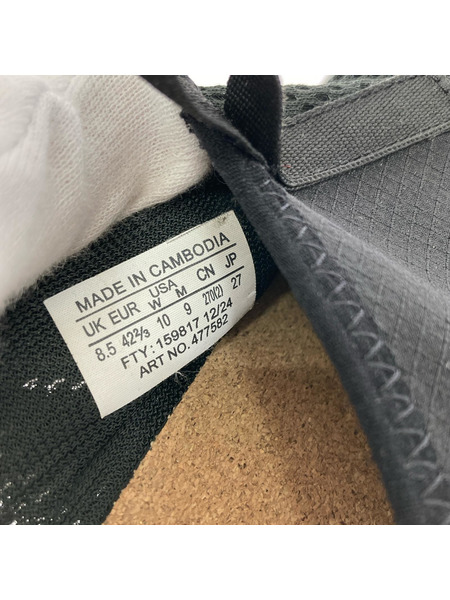 MADE IN CAMBODIA
UK EUR USA CN JP
W M
8.5 42⅔ 10 9 270(2) 27
FTY: 159817 12/24
ART NO. 477582